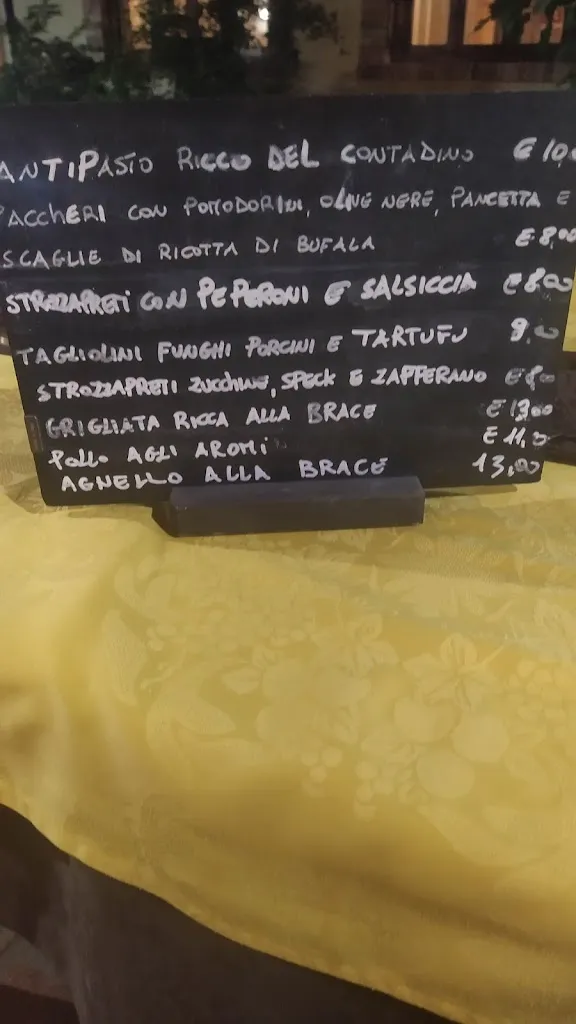 ANTIPASTO RICCO DEL CONTADINO € 10,0
PACCHERI CON POMODORINI, OLIVE NERE, PANCETTA E
SCAGLIE DI RICOTTA DI BUFALA € 8,00
STROZZAPRETI CON PEPERONI E SALSICCIA € 8,00
TAGLIOLINI FUNGHI PORCINI E TARTUFO 9,00
STROZZAPRETI ZUCCHINE, SPECK E ZAFFERANO € 8,00
GRIGLIATA RICCA ALLA BRACE € 13,00
POLLO AGLI AROMI € 11,0
AGNELLO ALLA BRACE 13,00